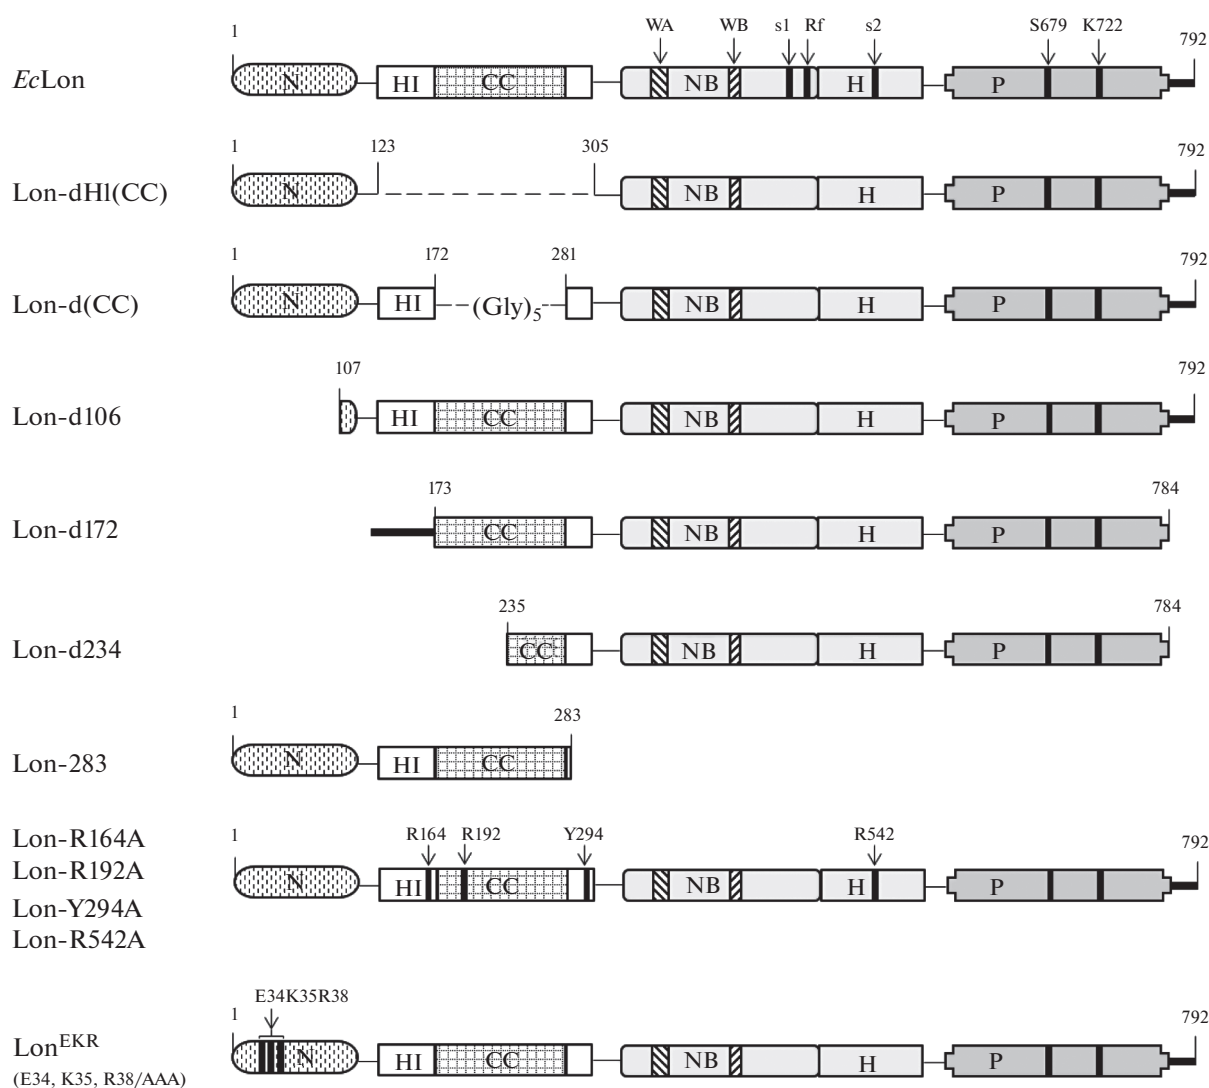 1 WA WB s1 Rf s2 S679 K722 792
EcLon N HI CC NB H P
1 123 305 792
Lon-dHI(CC) N NB H P
1 172 281 792
Lon-d(CC) N HI (Gly)5 NB H P
107 792
Lon-d106 HI CC NB H P
173 784
Lon-d172 CC NB H P
235 784
Lon-d234 CC NB H P
1 283
Lon-283 N HI CC
Lon-R164A 1 R164 R192 Y294 R542 792
Lon-R192A N HI CC NB H P
Lon-Y294A
Lon-R542A
1 E34K35R38 792
LonEKR N HI CC NB H P
(E34, K35, R38/AAA)